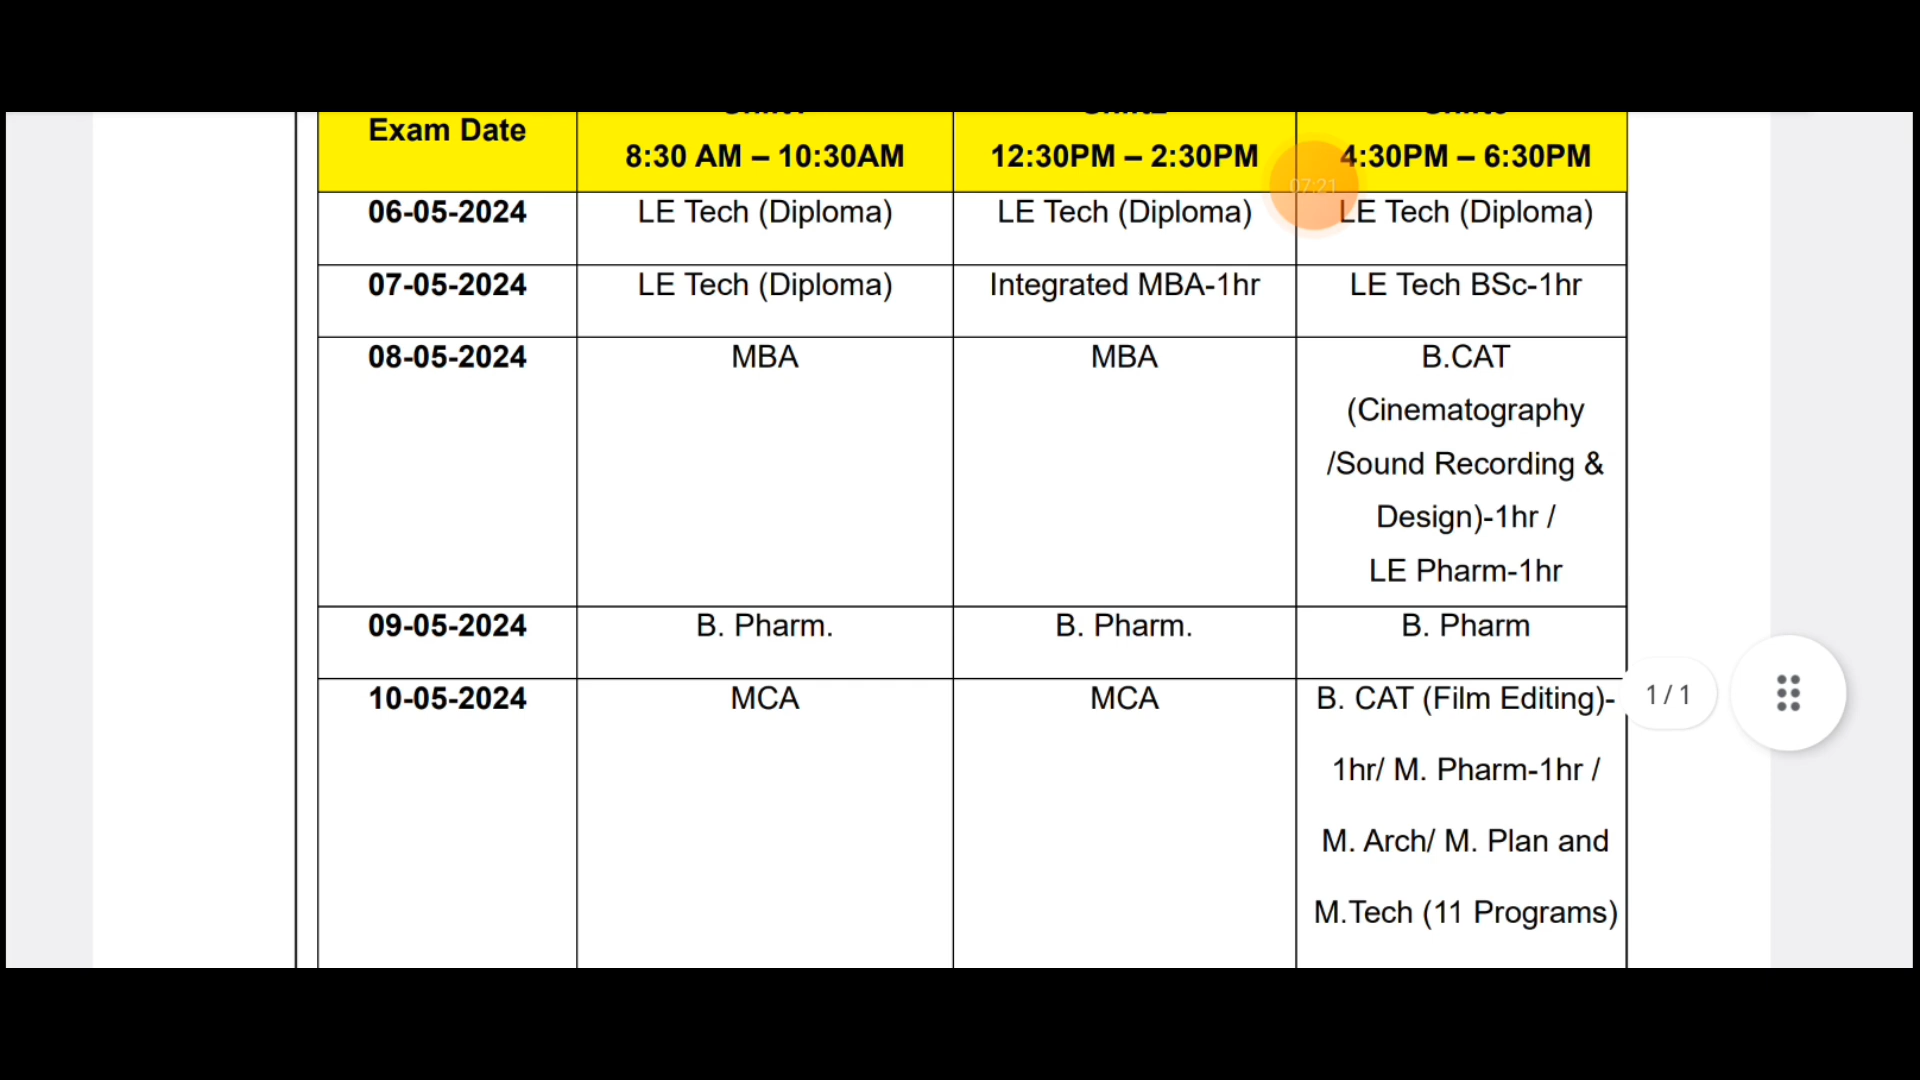 Exam Date
8:30 AM – 10:30AM 12:30PM – 2:30PM 4:30PM – 6:30PM
07:21
06-05-2024 LE Tech (Diploma) LE Tech (Diploma) LE Tech (Diploma)
07-05-2024 LE Tech (Diploma) Integrated MBA-1hr LE Tech BSc-1hr
08-05-2024 MBA MBA B.CAT
(Cinematography
/Sound Recording &
Design)-1hr /
LE Pharm-1hr
09-05-2024 B. Pharm. B. Pharm. B. Pharm
10-05-2024 MCA MCA B. CAT (Film Editing)-
1 / 1
1hr/ M. Pharm-1hr /
M. Arch/ M. Plan and
M.Tech (11 Programs)